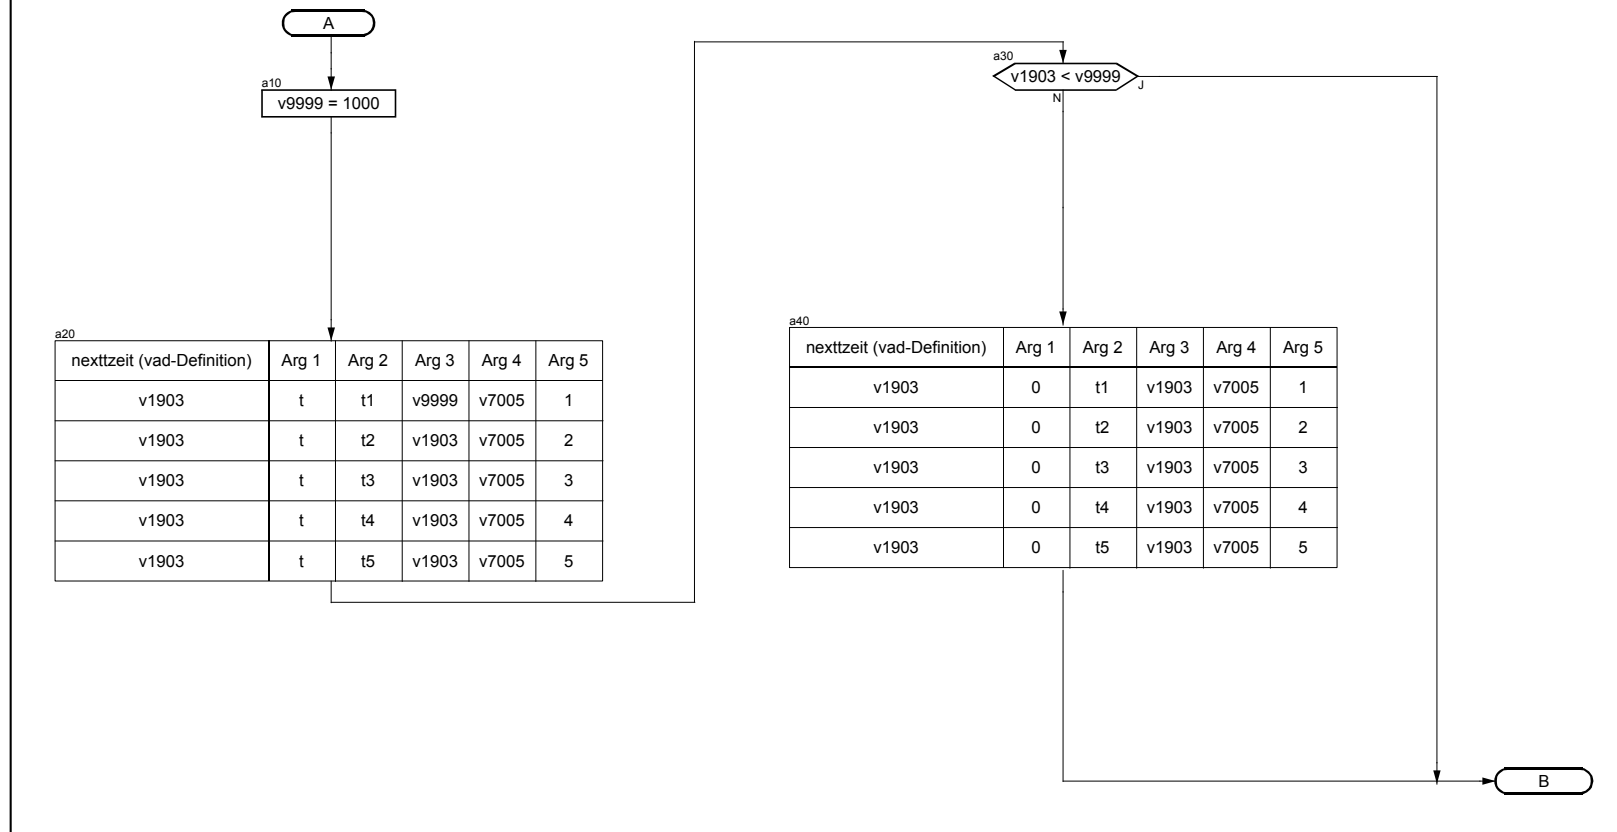 A
a10
v9999 = 1000
a20
nexttzeit (vad-Definition) Arg 1 Arg 2 Arg 3 Arg 4 Arg 5
v1903 t t1 v9999 v7005 1
v1903 t t2 v1903 v7005 2
v1903 t t3 v1903 v7005 3
v1903 t t4 v1903 v7005 4
v1903 t t5 v1903 v7005 5
a30
v1903 < v9999
N J
a40
nexttzeit (vad-Definition) Arg 1 Arg 2 Arg 3 Arg 4 Arg 5
v1903 0 t1 v1903 v7005 1
v1903 0 t2 v1903 v7005 2
v1903 0 t3 v1903 v7005 3
v1903 0 t4 v1903 v7005 4
v1903 0 t5 v1903 v7005 5
B